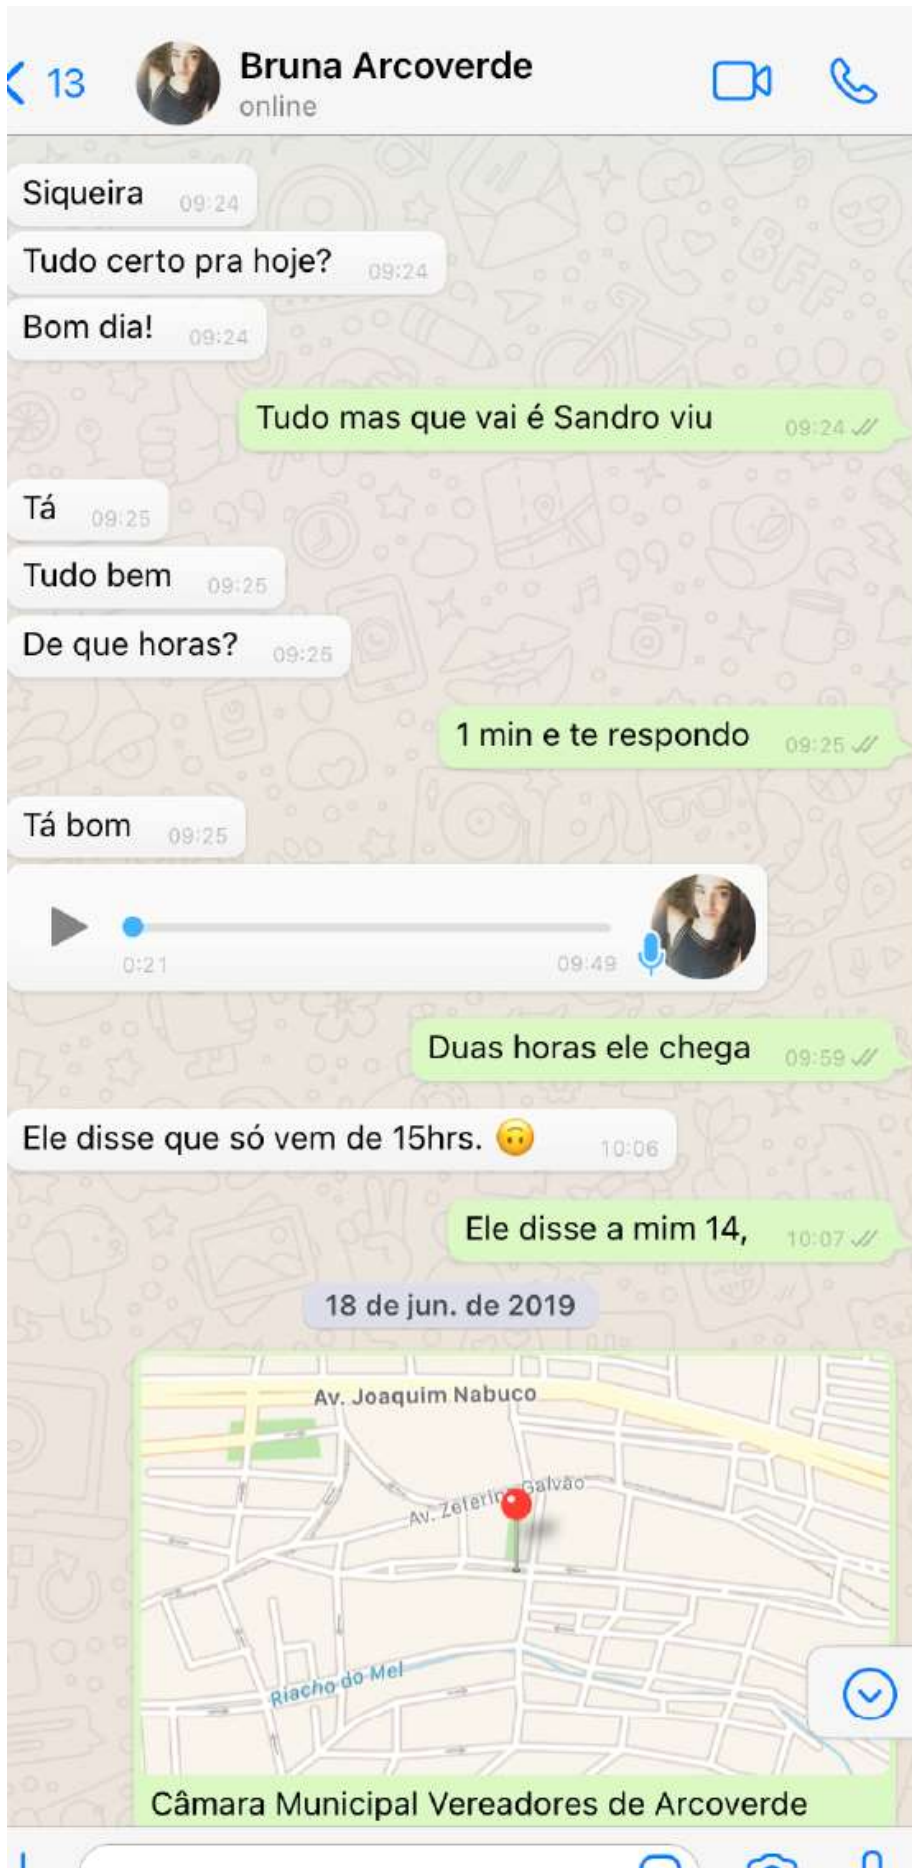 13
Bruna Arcoverde
online
Siqueira 09:24
Tudo certo pra hoje? 09:24
Bom dia! 09:24
Tudo mas que vai é Sandro viu 09:24
Tá 09:25
Tudo bem 09:25
De que horas? 09:25
1 min e te respondo 09:25
Tá bom 09:25
0:21 09:49
Duas horas ele chega 09:59
Ele disse que só vem de 15hrs. 🙃 10:06
Ele disse a mim 14, 10:07
18 de jun. de 2019
Av. Joaquim Nabuco
Av. Zeferino Galvão
Riacho do Mel
Câmara Municipal Vereadores de Arcoverde